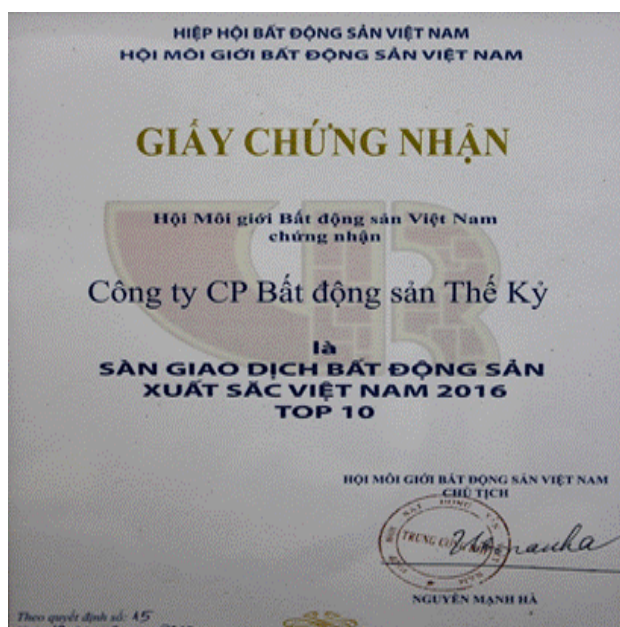 HIỆP HỘI BẤT ĐỘNG SẢN VIỆT NAM
HỘI MÔI GIỚI BẤT ĐỘNG SẢN VIỆT NAM
GIẤY CHỨNG NHẬN
Hội Môi giới Bất động sản Việt Nam
chứng nhận
Công ty CP Bất động sản Thế Kỷ
là
SÀN GIAO DỊCH BẤT ĐỘNG SẢN
XUẤT SẮC VIỆT NAM 2016
TOP 10
HỘI MÔI GIỚI BẤT ĐỘNG SẢN VIỆT NAM
CHỦ TỊCH
TRUNG
NGUYỄN MẠNH HÀ
Theo quyết định số: 15